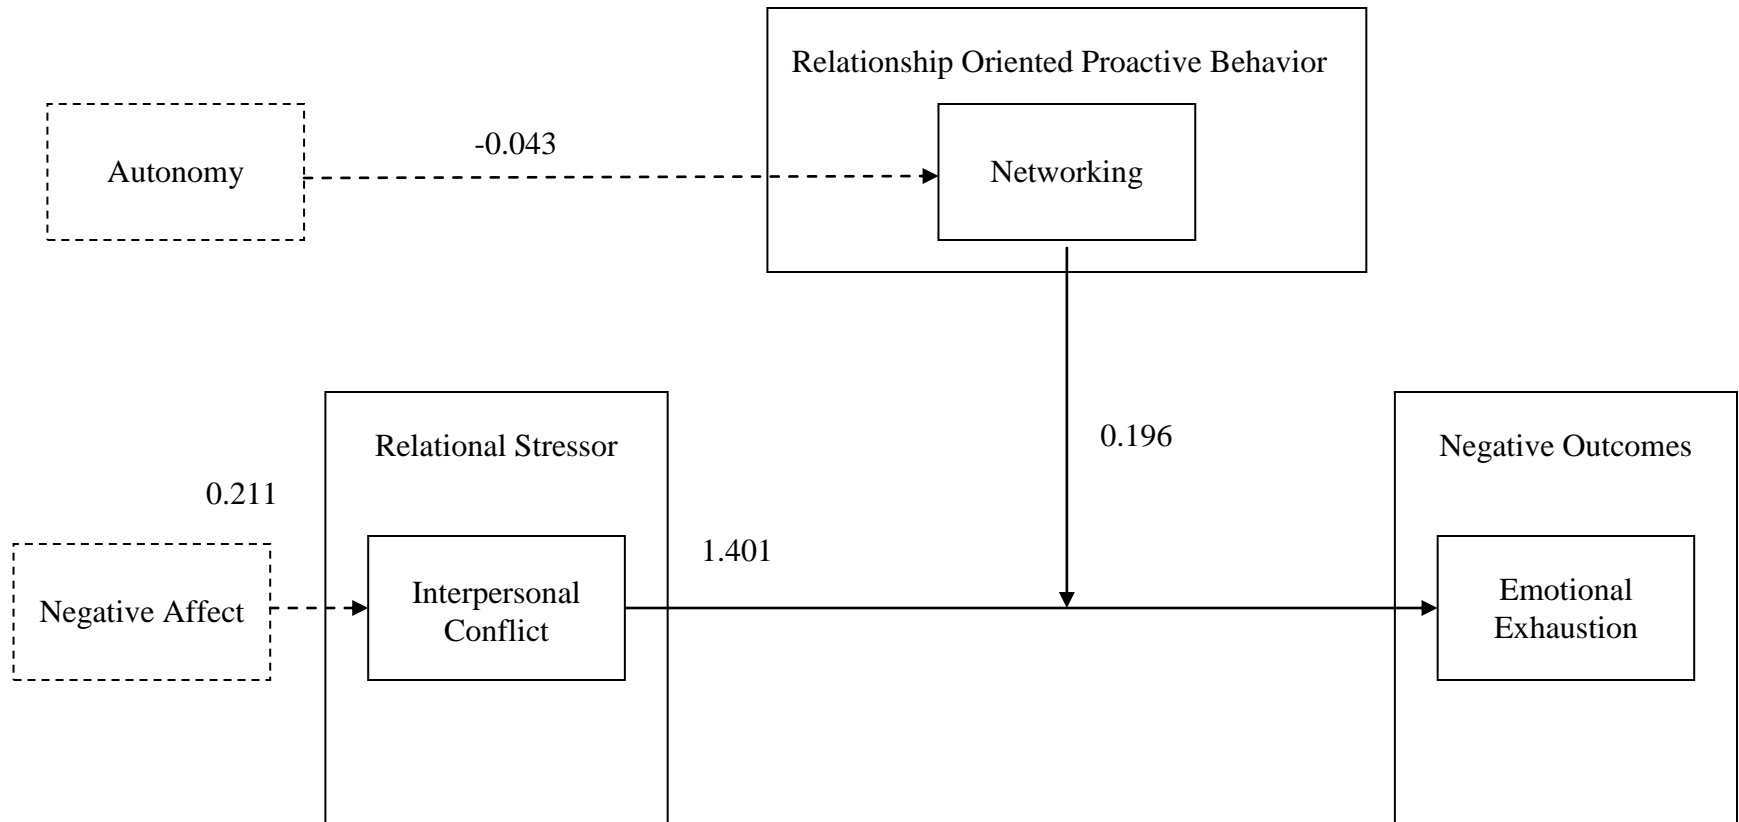 Relationship Oriented Proactive Behavior
Autonomy
-0.043
Networking
0.196
Relational Stressor
Negative Outcomes
0.211
1.401
Negative Affect
Interpersonal
Conflict
Emotional
Exhaustion